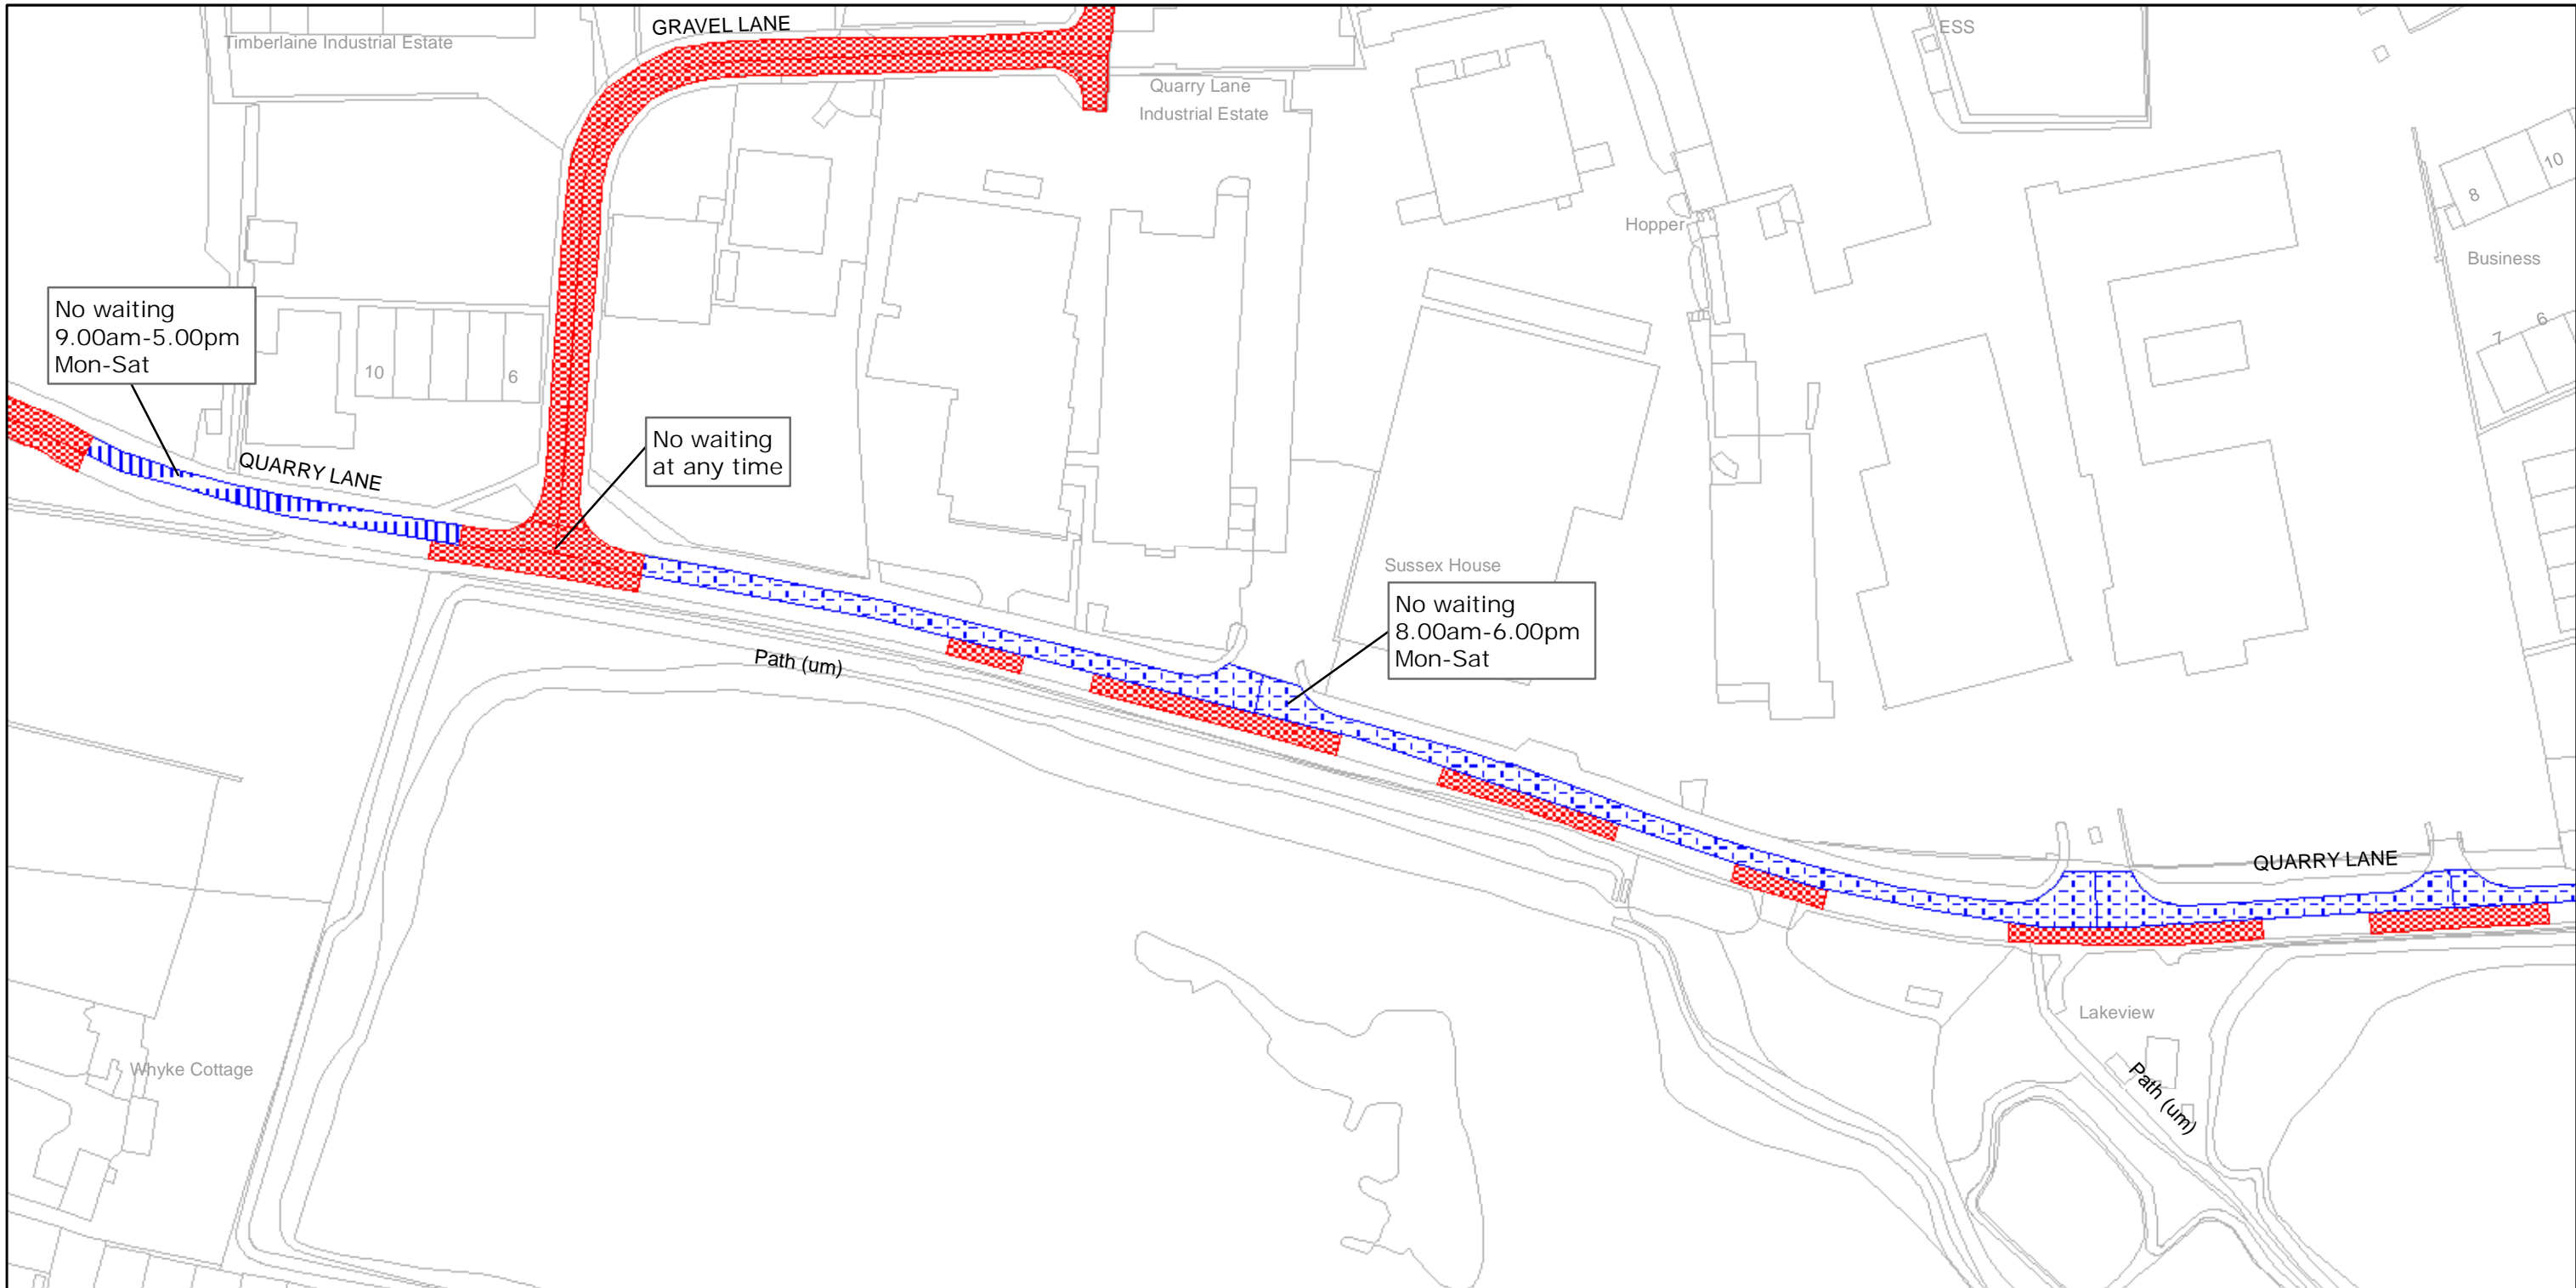 GRAVEL LANE
Timberlaine Industrial Estate
ESS
Quarry Lane
Industrial Estate
10
8
Hopper
Business
No waiting
9.00am-5.00pm
Mon-Sat
6
7
10
6
No waiting
at any time
QUARRY LANE
Sussex House
No waiting
8.00am-6.00pm
Mon-Sat
Path (um)
QUARRY LANE
Lakeview
Whyke Cottage
Path (um)